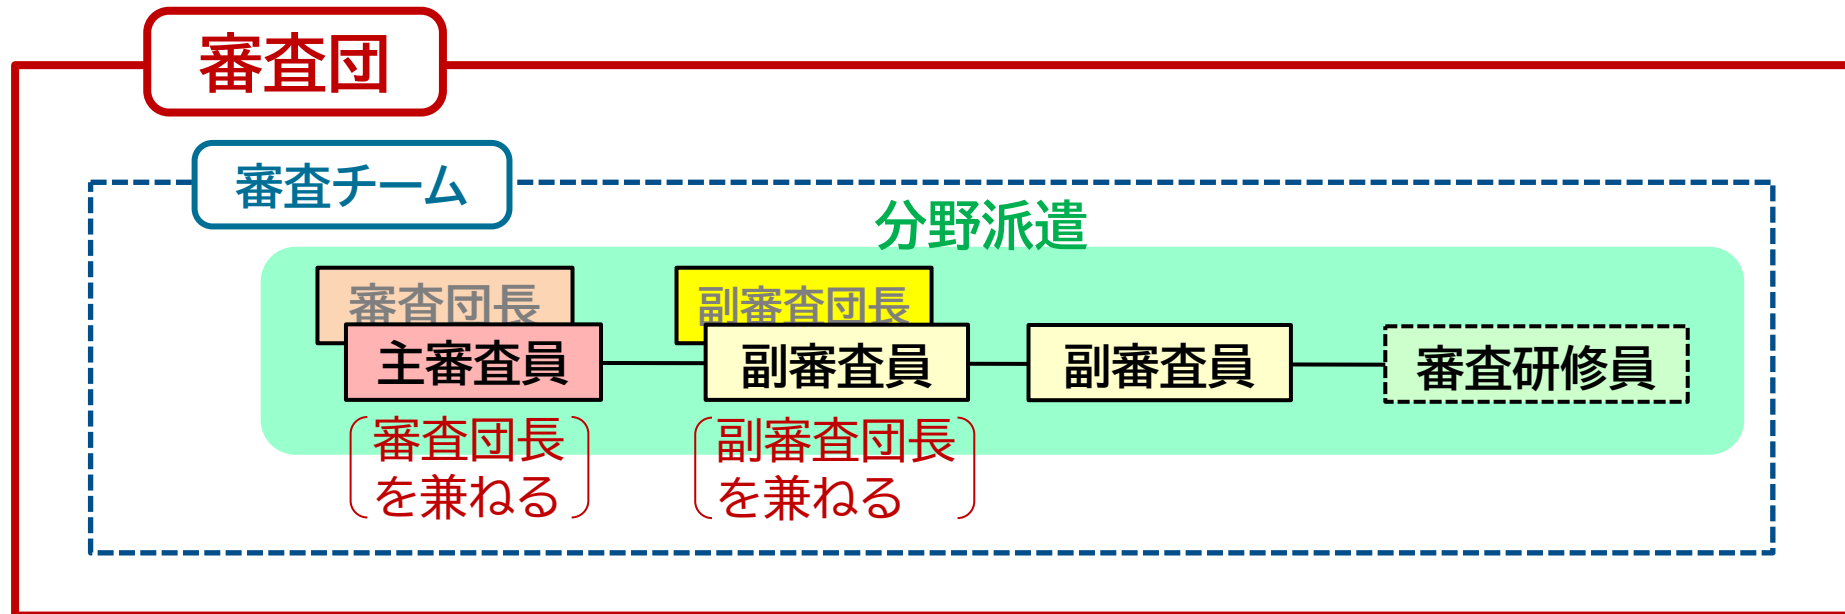 審査団
審査チーム
分野派遣
審査団長
副審査団長
主審査員
副審査員
副審査員
審査研修員
審査団長
を兼ねる
副審査団長
を兼ねる